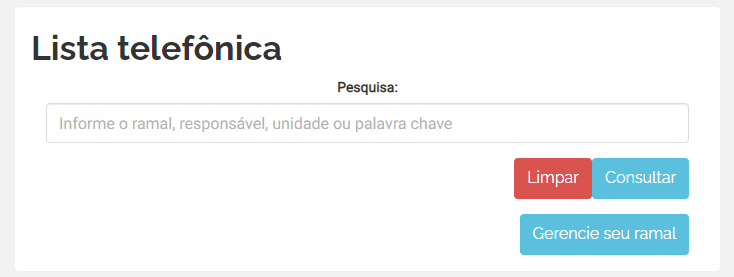 Lista telefônica
Pesquisa:
Informe o ramal, responsável, unidade ou palavra chave
Limpar Consultar
Gerencie seu ramal